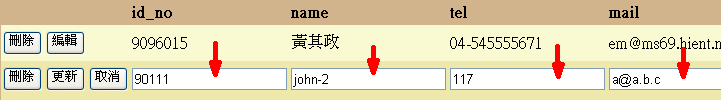 id_no name tel mail
刪除 編輯 9096015 黃其政 04-545555671 em@ms69.hient.n
刪除 更新 取消 90111 john-2 117 a@a.b.c